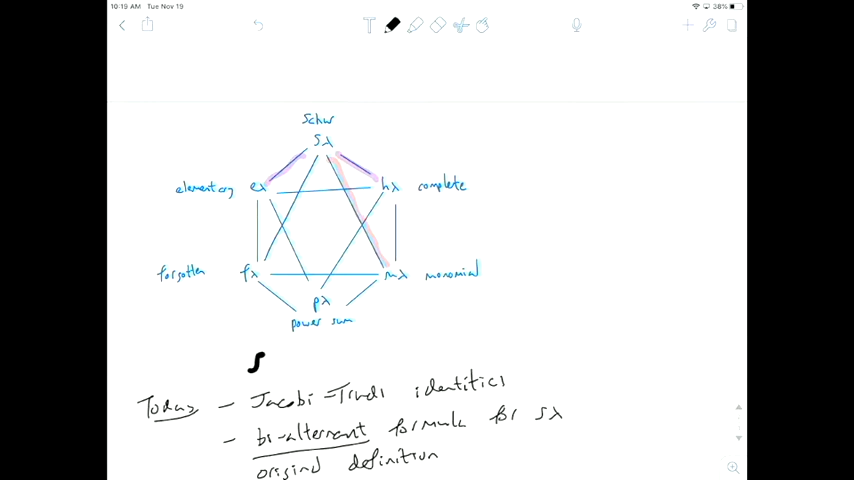 10:19 AM Tue Nov 19
38%
T
Schur
sλ
elementary eλ hλ complete
forgotten fλ mλ monomial
pλ
power sum
S
Today - Jacobi-Trudi identities
- bi-alternant formula for sλ
original definition